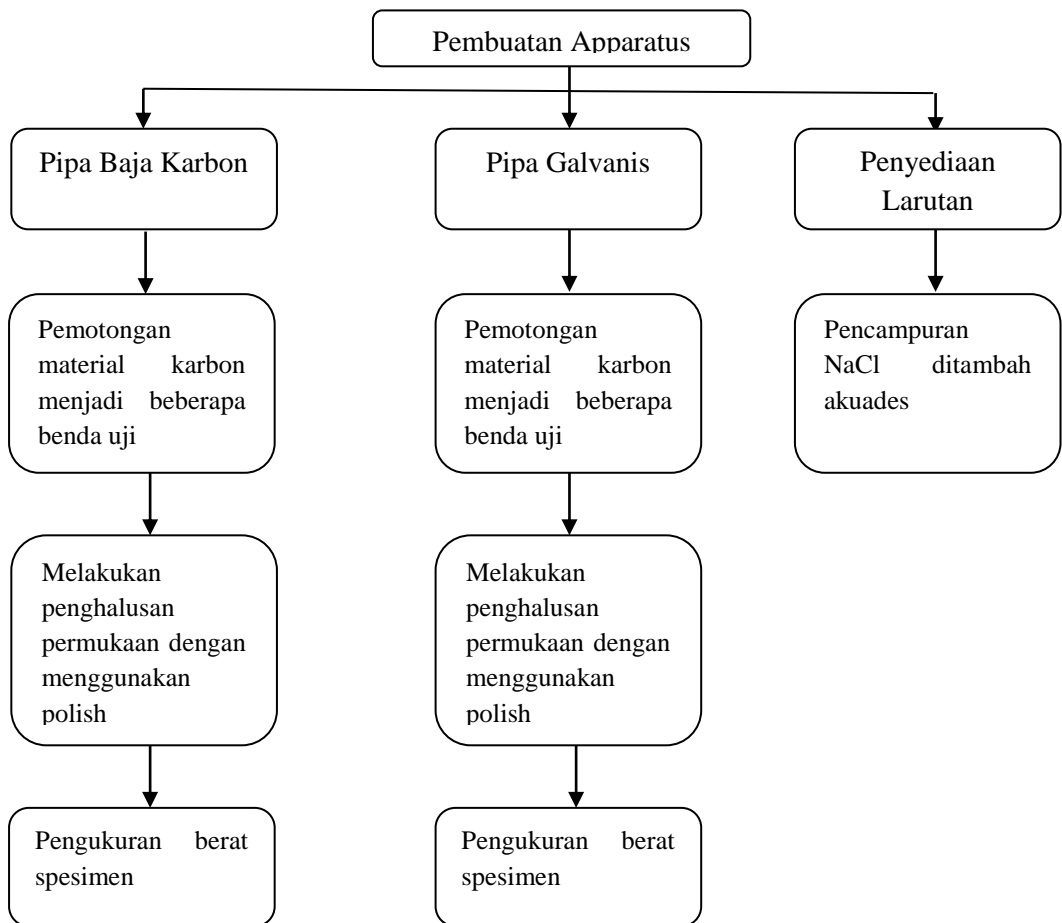 Pembuatan Apparatus
Pipa Baja Karbon
Pipa Galvanis
Penyediaan
Larutan
Pemotongan
material karbon
menjadi beberapa
benda uji
Pemotongan
material karbon
menjadi beberapa
benda uji
Pencampuran
NaCl ditambah
akuades
Melakukan
penghalusan
permukaan dengan
menggunakan
polish
Melakukan
penghalusan
permukaan dengan
menggunakan
polish
Pengukuran berat
spesimen
Pengukuran berat
spesimen